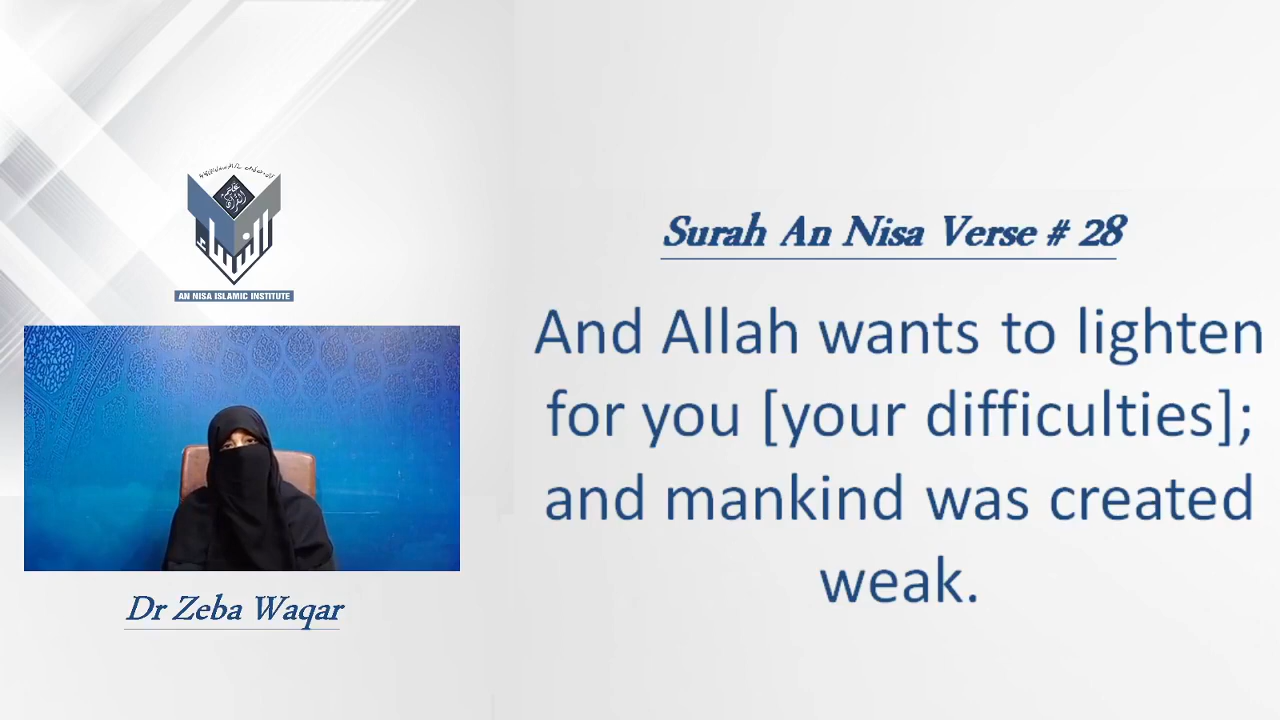 AN NISA ISLAMIC INSTITUTE
Dr Zeba Waqar
Surah An Nisa Verse # 28
And Allah wants to lighten
for you [your difficulties];
and mankind was created
weak.